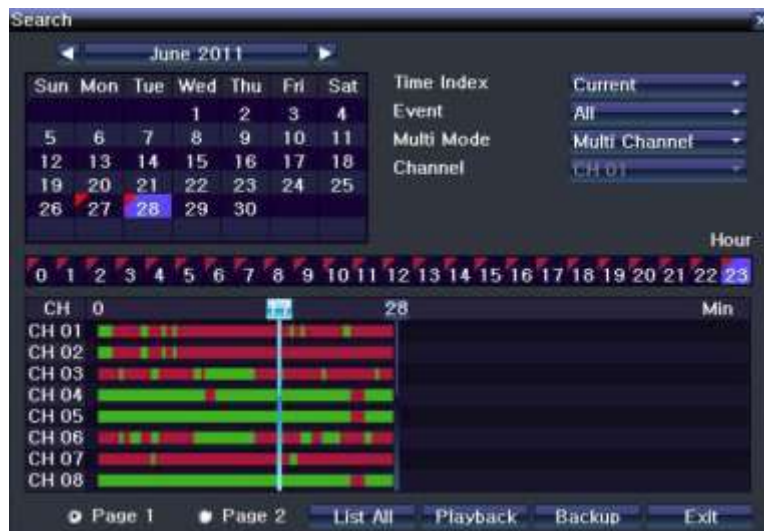 Search
June 2011
Sun Mon Tue Wed Thu Fri Sat
1 2 3 4
5 6 7 8 9 10 11
12 13 14 15 16 17 18
19 20 21 22 23 24 25
26 27 28 29 30
Time Index Current
Event All
Multi Mode Multi Channel
Channel CH 01
Hour
0 1 2 3 4 5 6 7 8 9 10 11 12 13 14 15 16 17 18 19 20 21 22 23
CH 0 28 Min
CH 01
CH 02
CH 03
CH 04
CH 05
CH 06
CH 07
CH 08
Page 1 Page 2 List All Playback Backup Exit